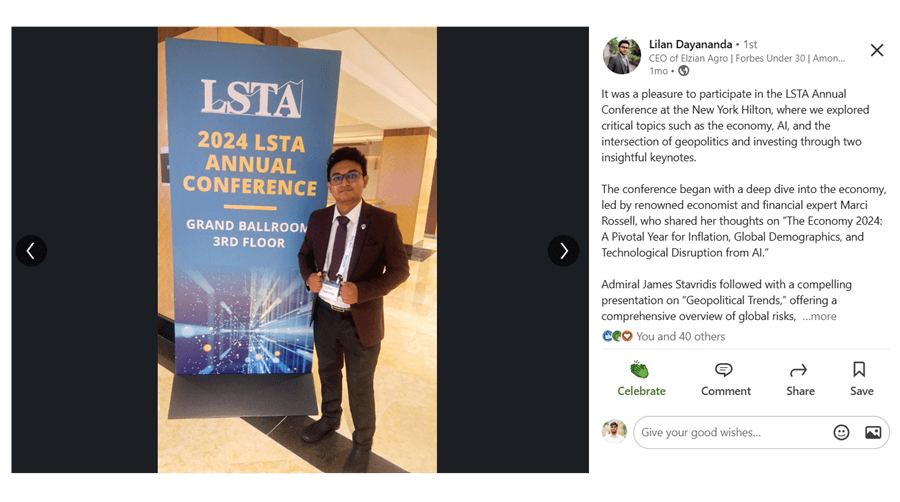 LSTA
2024 LSTA
ANNUAL
CONFERENCE
GRAND BALLROOM
3RD FLOOR
Lilan Dayananda • 1st
CEO of Elzian Agro | Forbes Under 30 | Amon...
1mo •
It was a pleasure to participate in the LSTA Annual
Conference at the New York Hilton, where we explored
critical topics such as the economy, AI, and the
intersection of geopolitics and investing through two
insightful keynotes.
The conference began with a deep dive into the economy,
led by renowned economist and financial expert Marci
Rossell, who shared her thoughts on “The Economy 2024:
A Pivotal Year for Inflation, Global Demographics, and
Technological Disruption from AI.”
Admiral James Stavridis followed with a compelling
presentation on “Geopolitical Trends,” offering a
comprehensive overview of global risks, ...more
You and 40 others
Celebrate Comment Share Save
Give your good wishes...